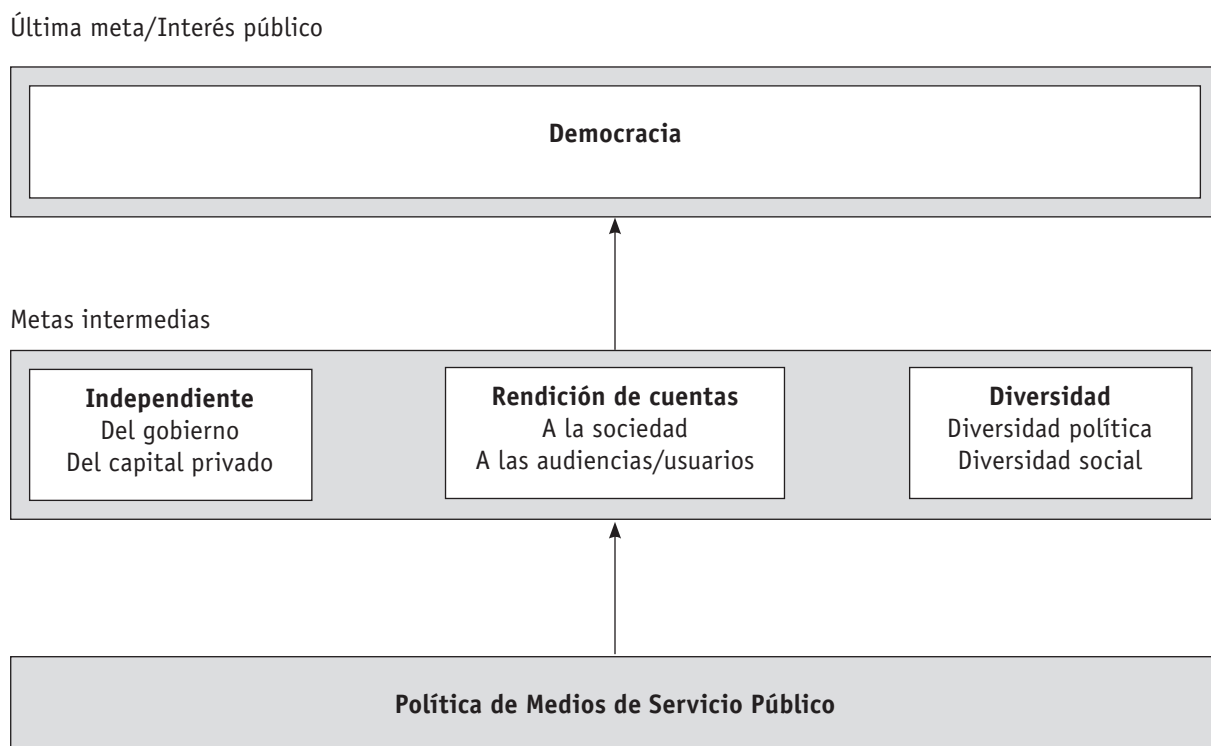 Última meta/Interés público
Democracia
Metas intermedias
Independiente
Del gobierno
Del capital privado
Rendición de cuentas
A la sociedad
A las audiencias/usuarios
Diversidad
Diversidad política
Diversidad social
Política de Medios de Servicio Público